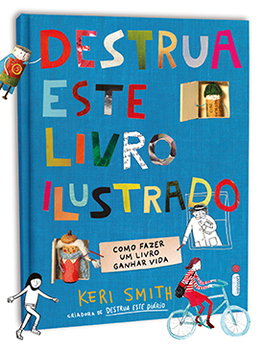 DESTRUA
ESTE
LIVRO
ILUSTRADO
COMO FAZER
UM LIVRO
GANHAR VIDA
KERI SMITH
CRIADORA DE DESTRUA ESTE DIÁRIO